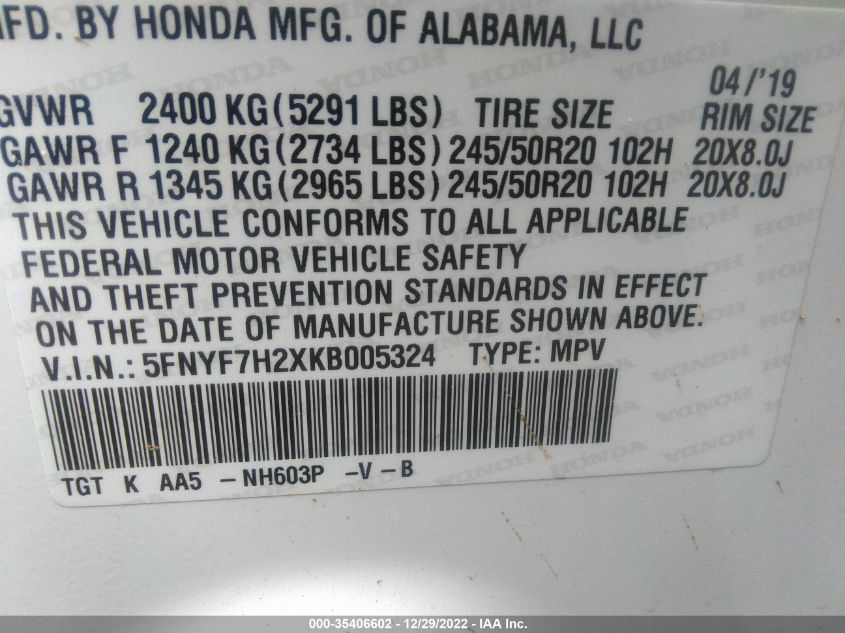 MFD. BY HONDA MFG. OF ALABAMA, LLC
04/'19
GVWR 2400 KG(5291 LBS) TIRE SIZE RIM SIZE
GAWR F 1240 KG(2734 LBS) 245/50R20 102H 20X8.0J
GAWR R 1345 KG(2965 LBS) 245/50R20 102H 20X8.0J
THIS VEHICLE CONFORMS TO ALL APPLICABLE
FEDERAL MOTOR VEHICLE SAFETY
AND THEFT PREVENTION STANDARDS IN EFFECT
ON THE DATE OF MANUFACTURE SHOWN ABOVE.
V.I.N.: 5FNYF7H2XKB005324 TYPE: MPV
TGT K AA5 -NH603P -V-B
000-35406602 - 12/29/2022 - IAA Inc.